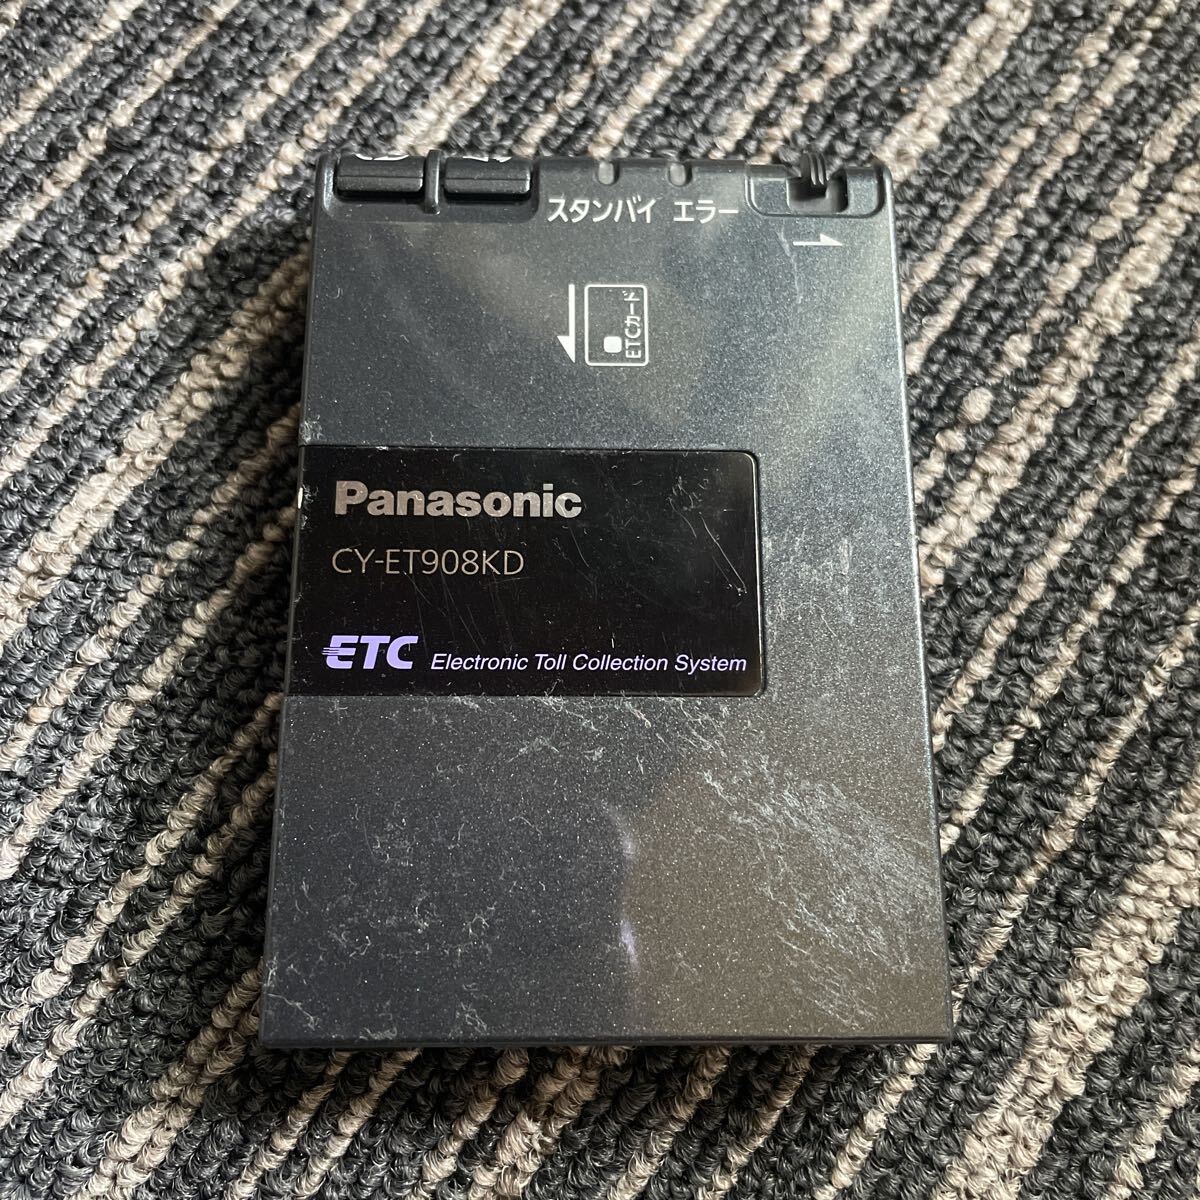 スタンバイ エラー
ETCカード
Panasonic
CY-ET908KD
ETC Electronic Toll Collection System